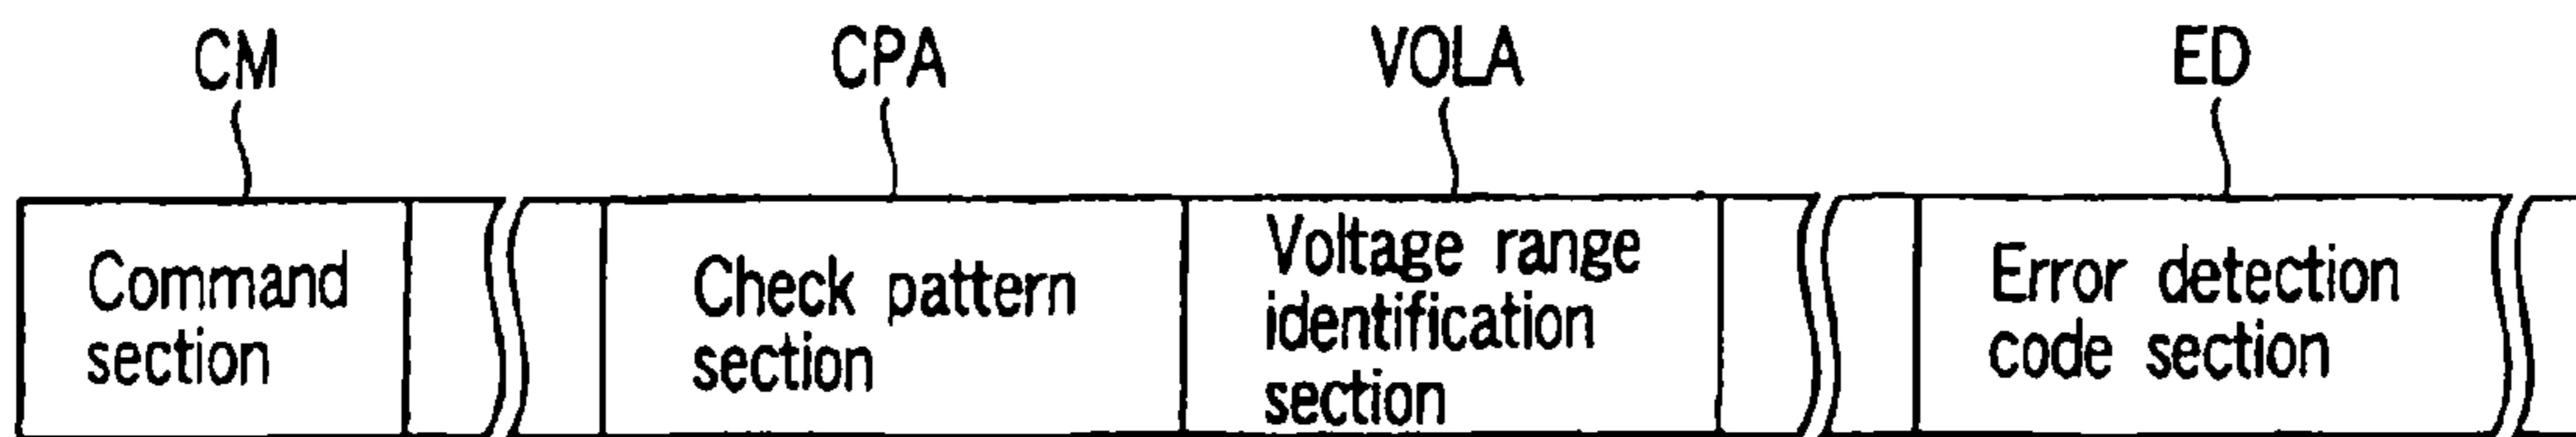 CM CPA VOLA ED
Command
section
Check pattern
section
Voltage range
identification
section
Error detection
code section